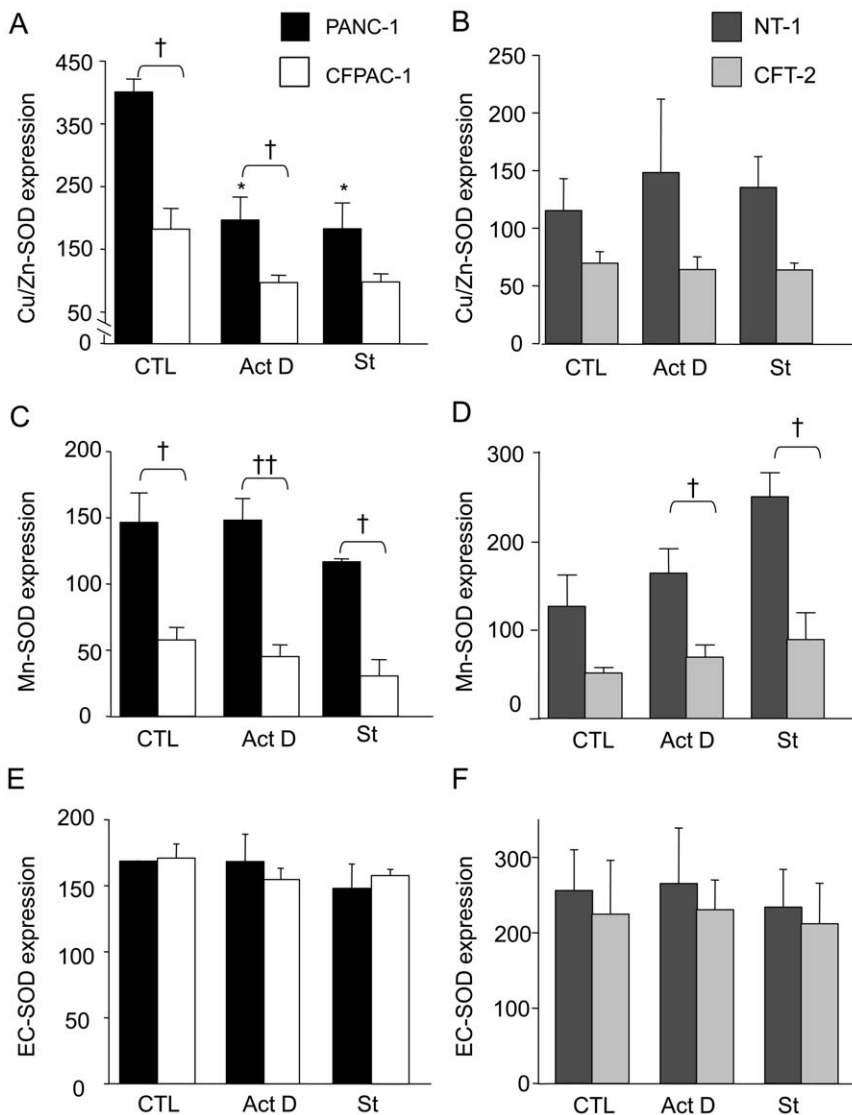 A
PANC-1
CFPAC-1
Cu/Zn-SOD expression
450
350
250
150
50
0
†
†
*
*
CTL Act D St
B
NT-1
CFT-2
Cu/Zn-SOD expression
250
200
150
100
50
0
CTL Act D St
C
Mn-SOD expression
200
150
100
50
0
†
††
†
CTL Act D St
D
Mn-SOD expression
300
200
100
0
†
†
CTL Act D St
E
EC-SOD expression
200
150
100
50
0
CTL Act D St
F
EC-SOD expression
300
200
100
0
CTL Act D St